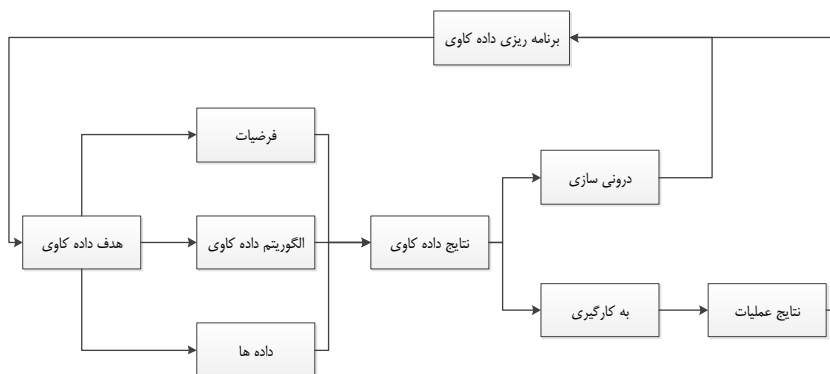 برنامه ریزی داده کاوی
فرضیات
درونی سازی
هدف داده کاوی
الگوریتم داده کاوی
نتایج داده کاوی
به کارگیری
نتایج عملیات
داده ها